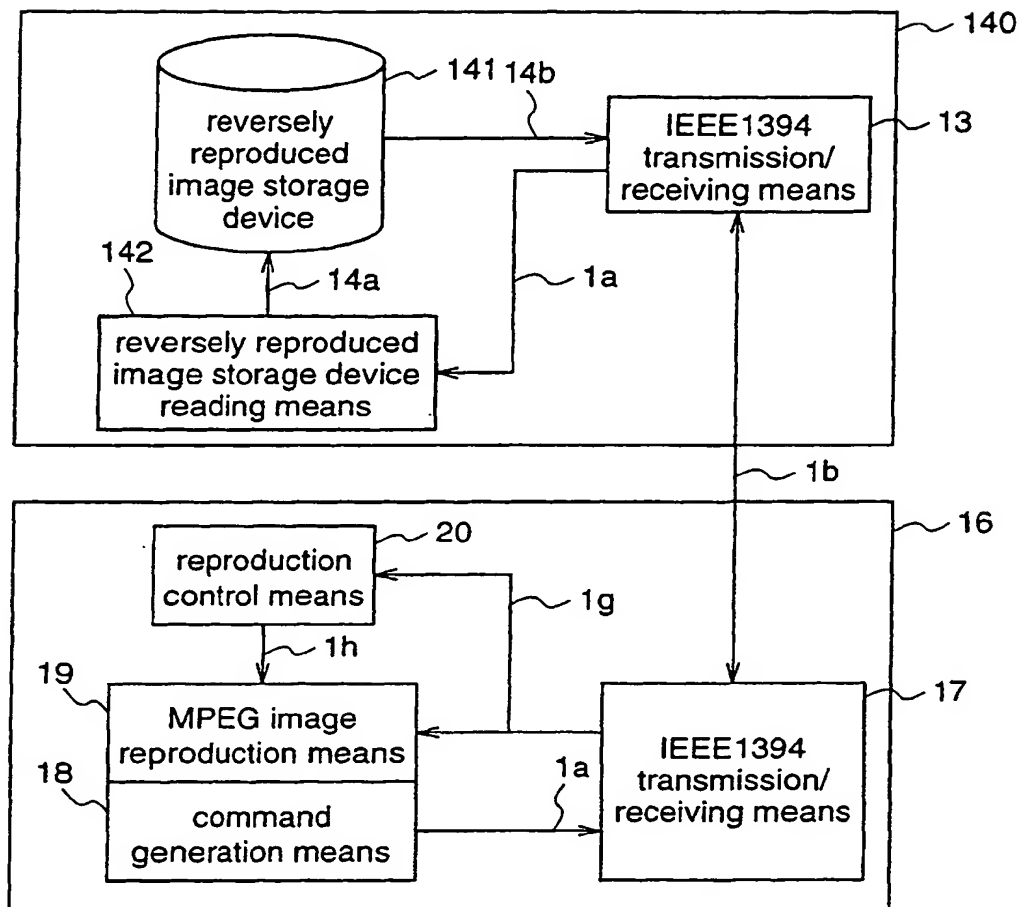 140
141
14b
reversely
reproduced
image storage
device
IEEE1394
transmission/
receiving means
13
142
14a
1a
reversely reproduced
image storage device
reading means
1b
16
20
reproduction
control means
1g
1h
19
17
MPEG image
reproduction means
IEEE1394
transmission/
receiving means
18
1a
command
generation means